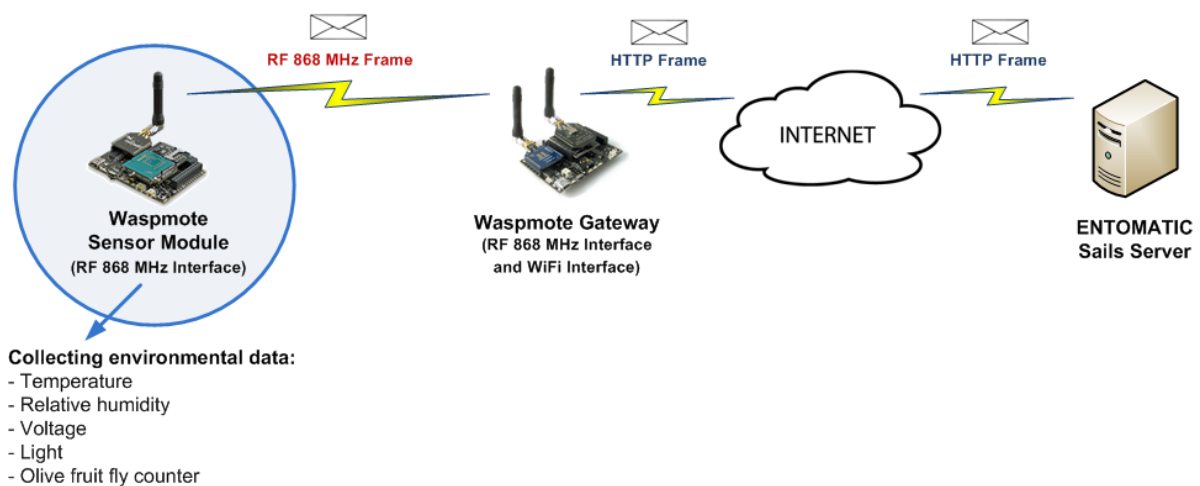 RF 868 MHz Frame
HTTP Frame
HTTP Frame
INTERNET
Waspmote
Sensor Module
(RF 868 MHz Interface)
Waspmote Gateway
(RF 868 MHz Interface
and WiFi Interface)
ENTOMATIC
Sails Server
Collecting environmental data:
- Temperature
- Relative humidity
- Voltage
- Light
- Olive fruit fly counter